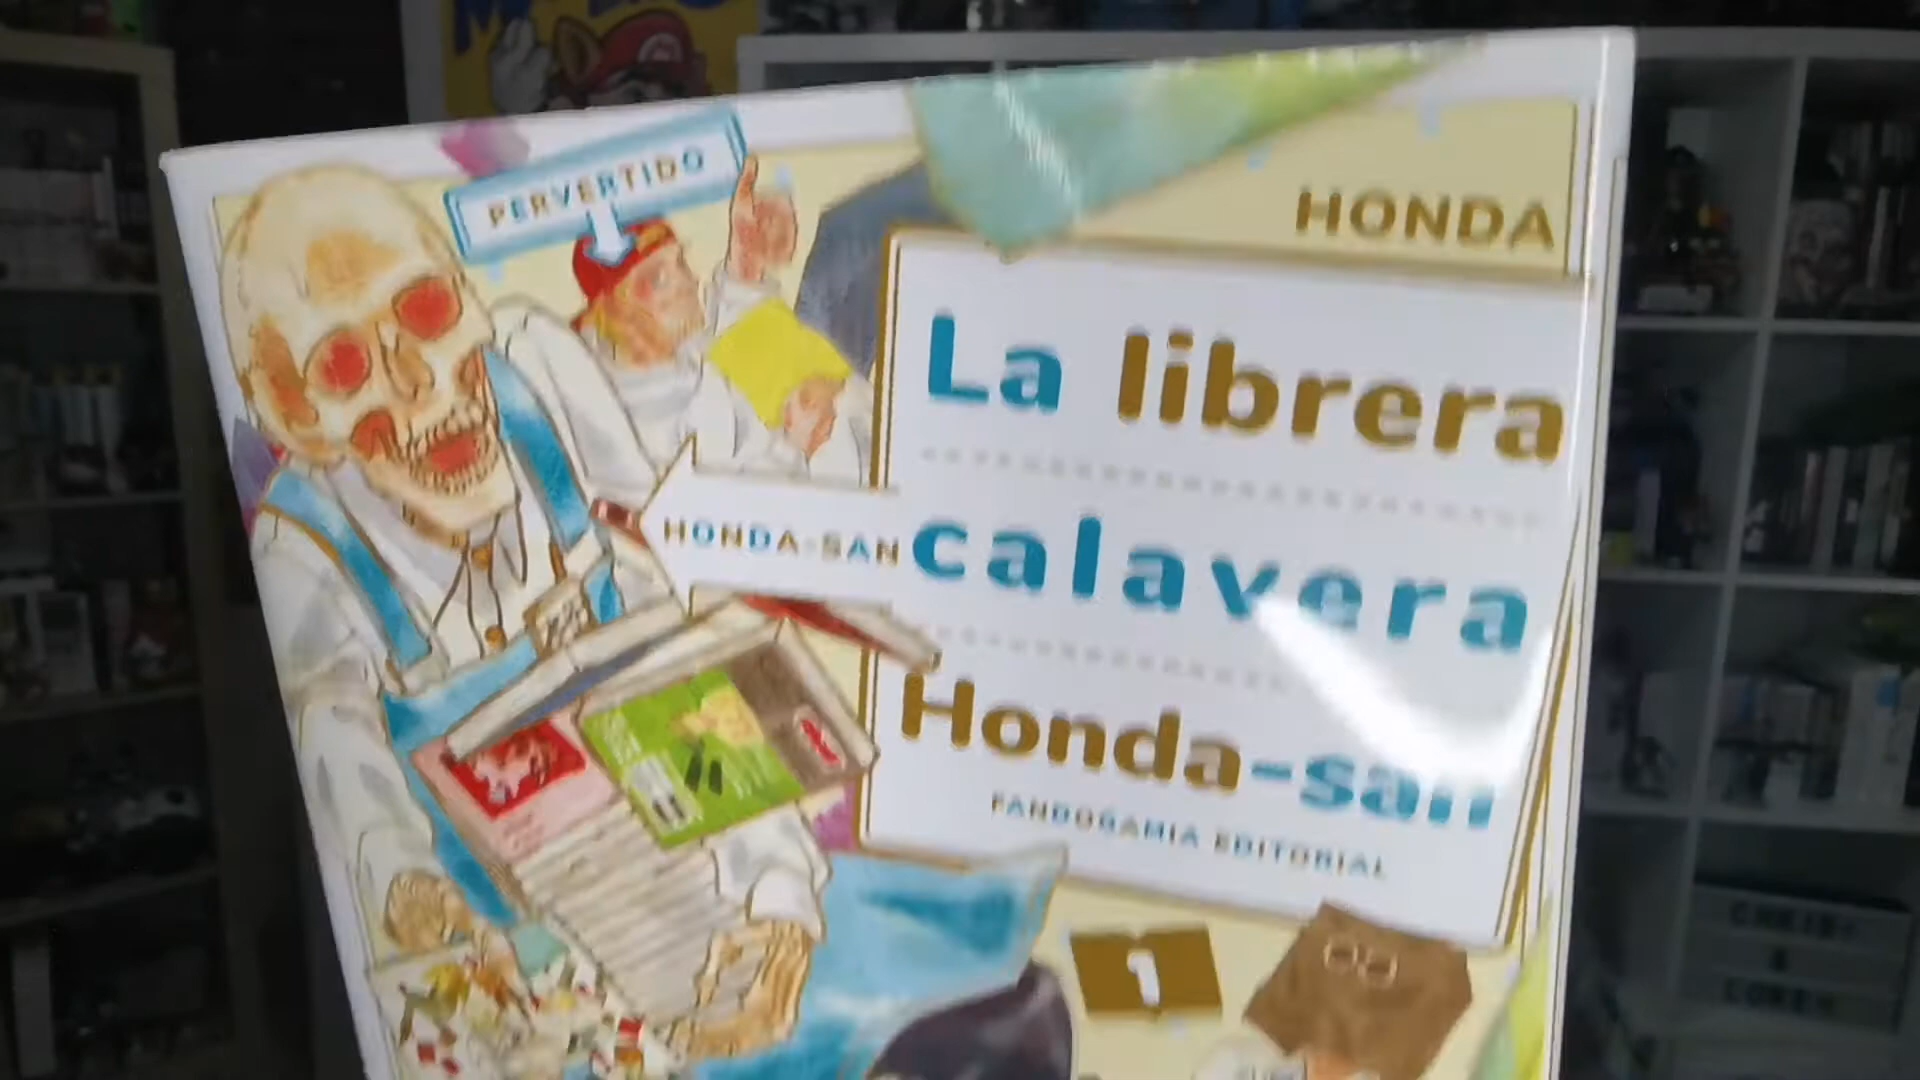 PERVERTIDO
HONDA
La librera
calavera
Honda-san
HONDA-SAN
FANDOGAMIA EDITORIAL
1